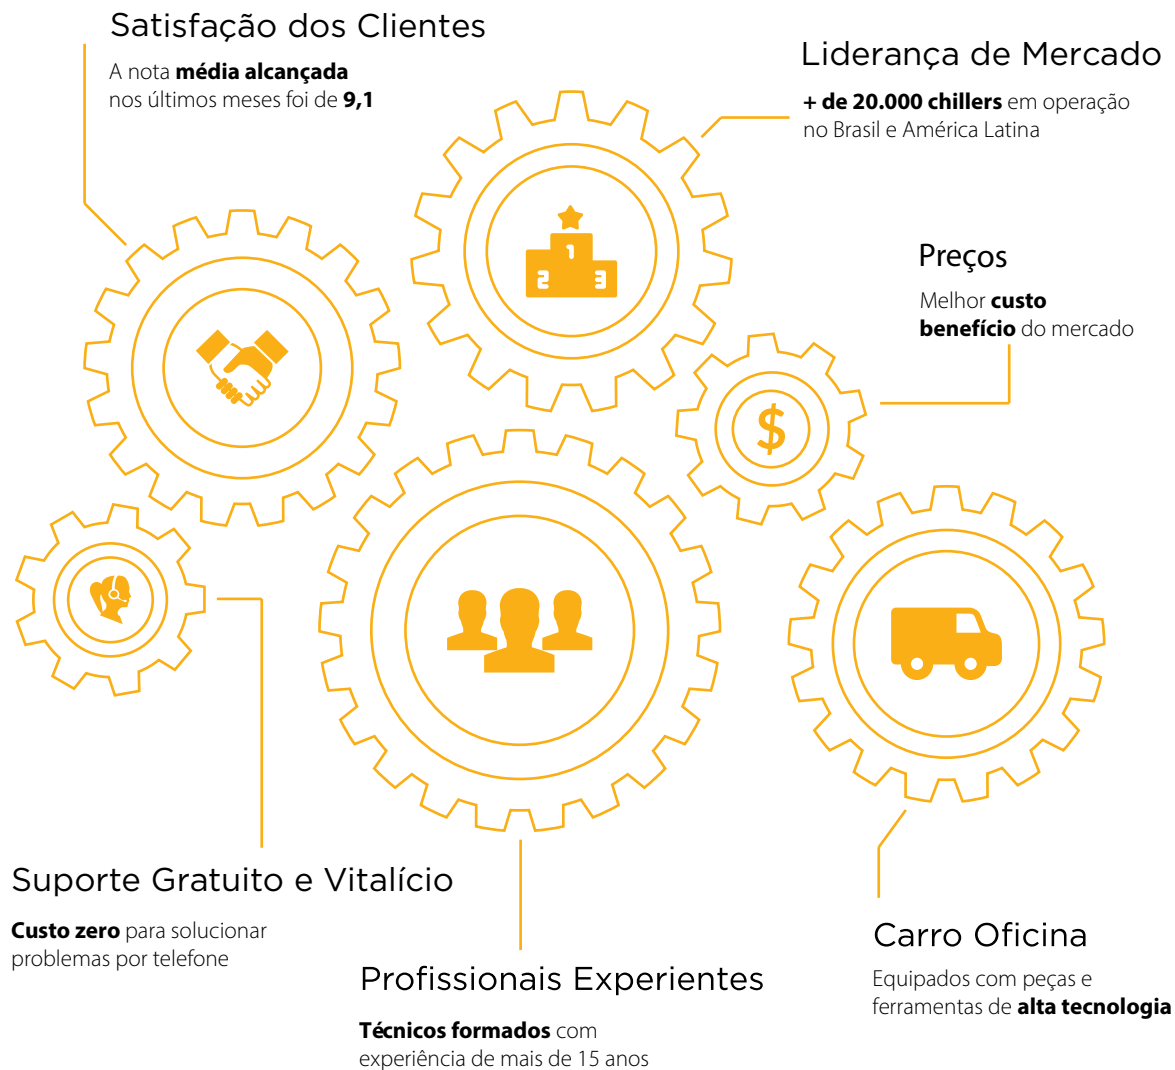 Satisfação dos Clientes
A nota média alcançada
nos últimos meses foi de 9,1
Liderança de Mercado
+ de 20.000 chillers em operação
no Brasil e América Latina
1
2 3
Preços
Melhor custo
benefício do mercado
$
Suporte Gratuito e Vitalício
Custo zero para solucionar
problemas por telefone
Profissionais Experientes
Técnicos formados com
experiência de mais de 15 anos
Carro Oficina
Equipados com peças e
ferramentas de alta tecnologia